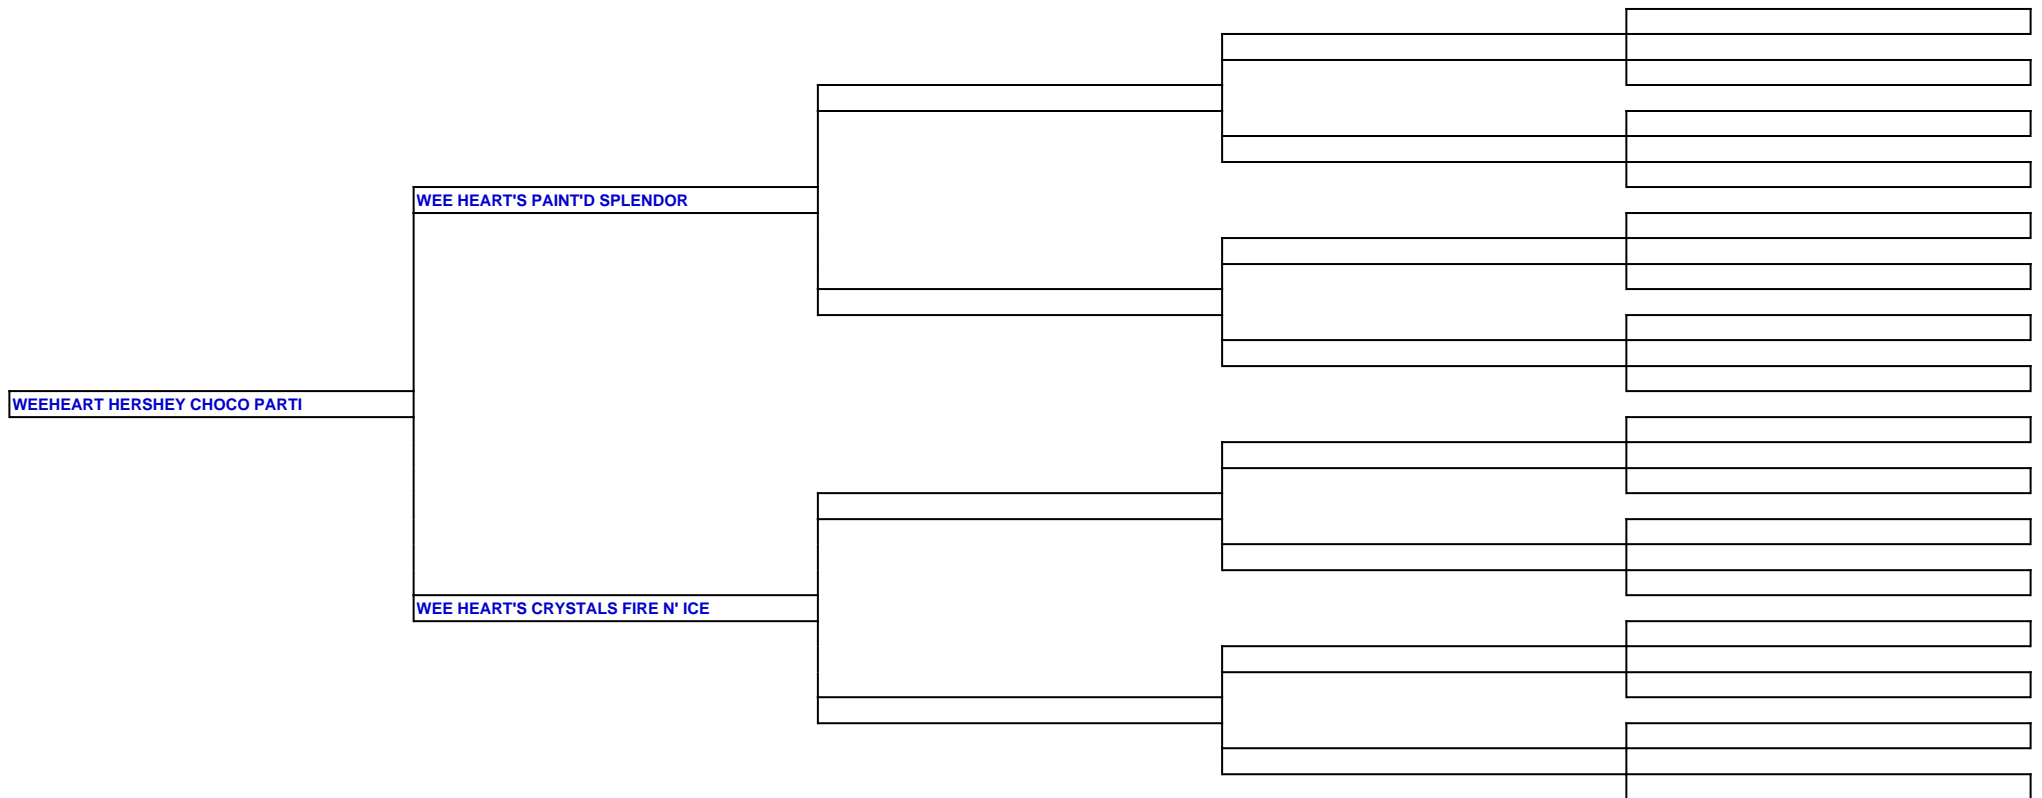 WEE HEART'S PAINT'D SPLENDOR
WEEHEART HERSHEY CHOCO PARTI
WEE HEART'S CRYSTALS FIRE N' ICE